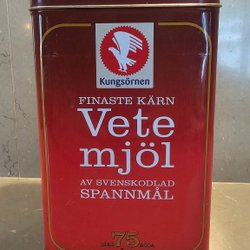 Kungsörnen
FINASTE KÄRN
Vete
mjöl
AV SVENSKODLAD
SPANNMÅL
75